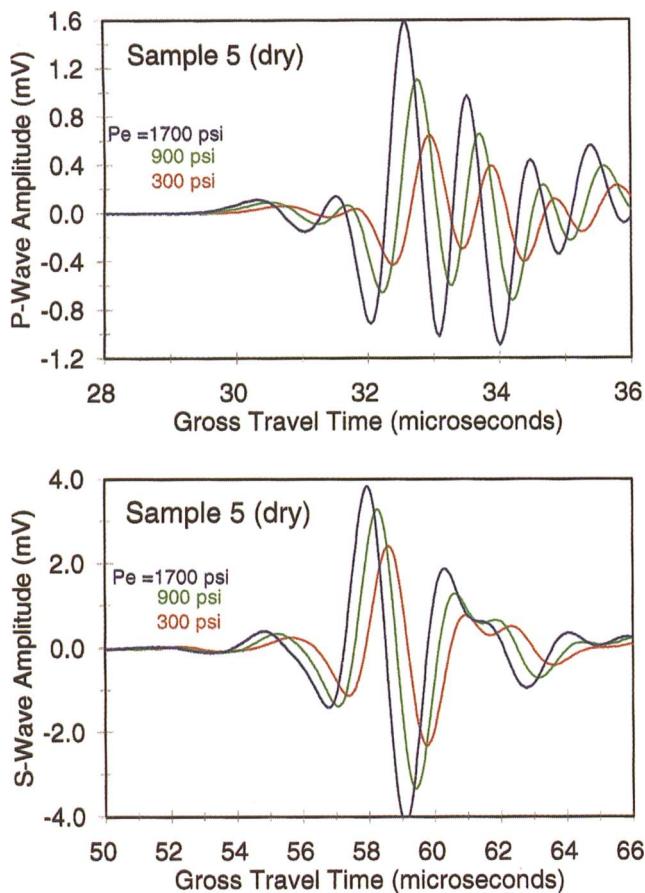 1.6
1.2
0.8
0.4
0.0
-0.4
-0.8
-1.2
P-Wave Amplitude (mV)
Sample 5 (dry)
Pe =1700 psi
900 psi
300 psi
28 30 32 34 36
Gross Travel Time (microseconds)
4.0
2.0
0.0
-2.0
-4.0
S-Wave Amplitude (mV)
Sample 5 (dry)
Pe =1700 psi
900 psi
300 psi
50 52 54 56 58 60 62 64 66
Gross Travel Time (microseconds)